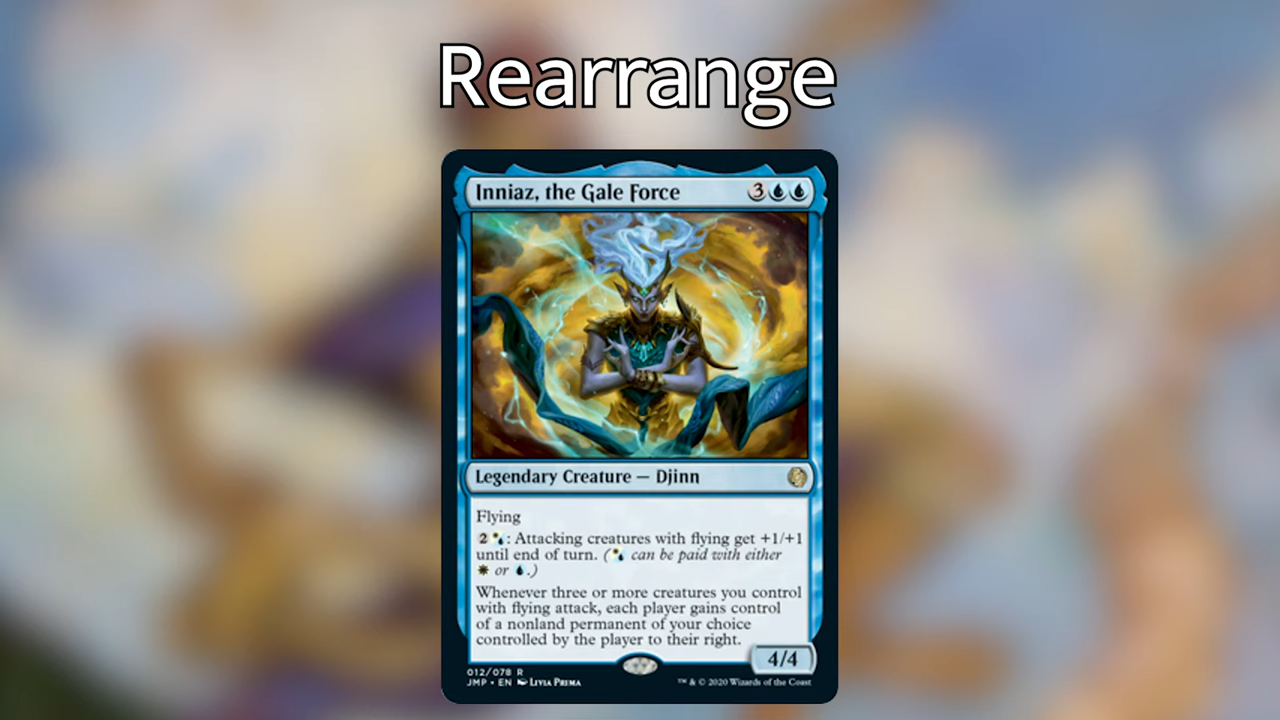 Rearrange
Inniaz, the Gale Force 3
Legendary Creature — Djinn
Flying
2 : Attacking creatures with flying get +1/+1
until end of turn. ( can be paid with either
or .)
Whenever three or more creatures you control
with flying attack, each player gains control
of a nonland permanent of your choice
controlled by the player to their right.
4/4
012/078 R
JMP • EN Livia Prima
™ & © 2020 Wizards of the Coast